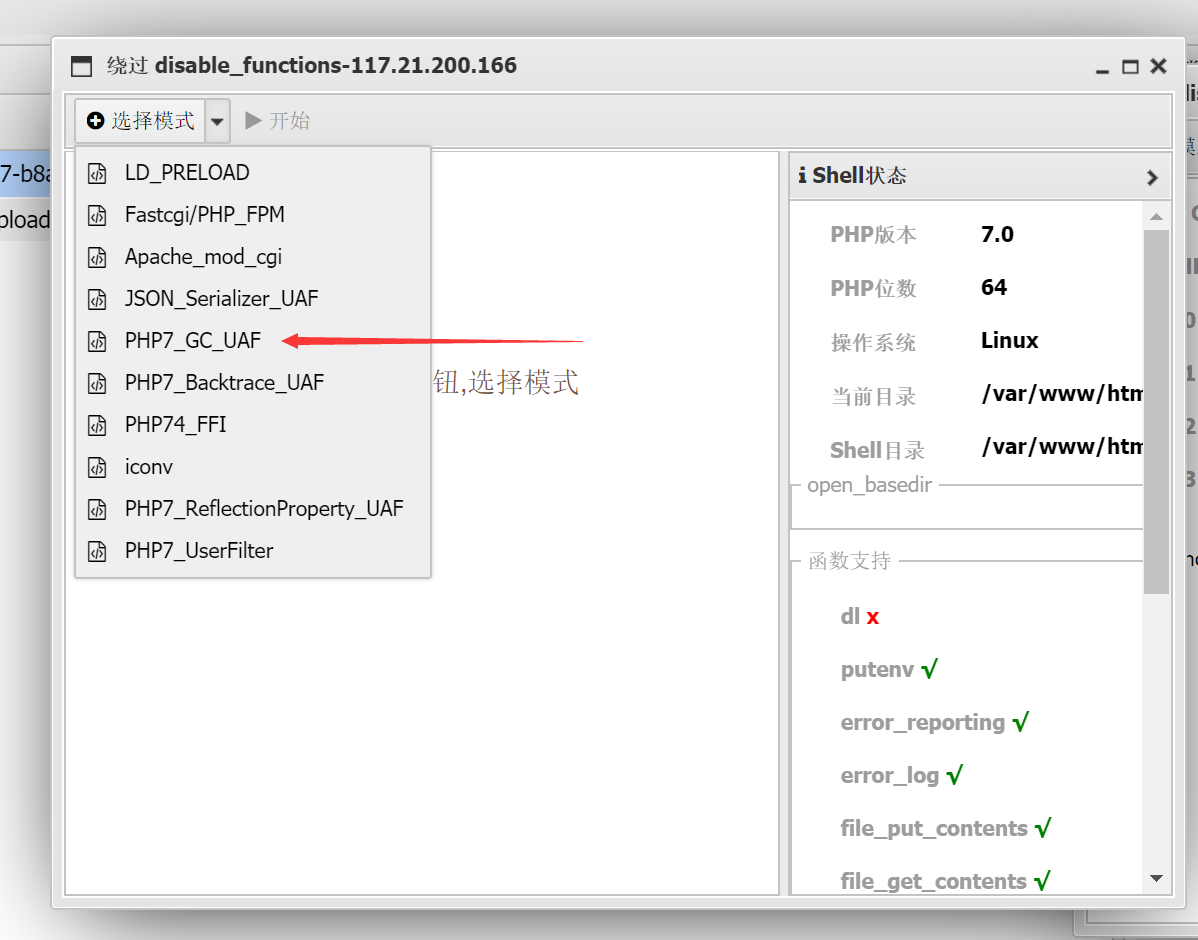 绕过 disable_functions-117.21.200.166
选择模式
开始
LD_PRELOAD
Fastcgi/PHP_FPM
Apache_mod_cgi
JSON_Serializer_UAF
PHP7_GC_UAF
PHP7_Backtrace_UAF
PHP74_FFI
iconv
PHP7_ReflectionProperty_UAF
PHP7_UserFilter
钮,选择模式
Shell状态
PHP版本 7.0
PHP位数 64
操作系统 Linux
当前目录 /var/www/htm
Shell目录 /var/www/htm
open_basedir
函数支持
dl x
putenv √
error_reporting √
error_log √
file_put_contents √
file_get_contents √
7-b8a
pload